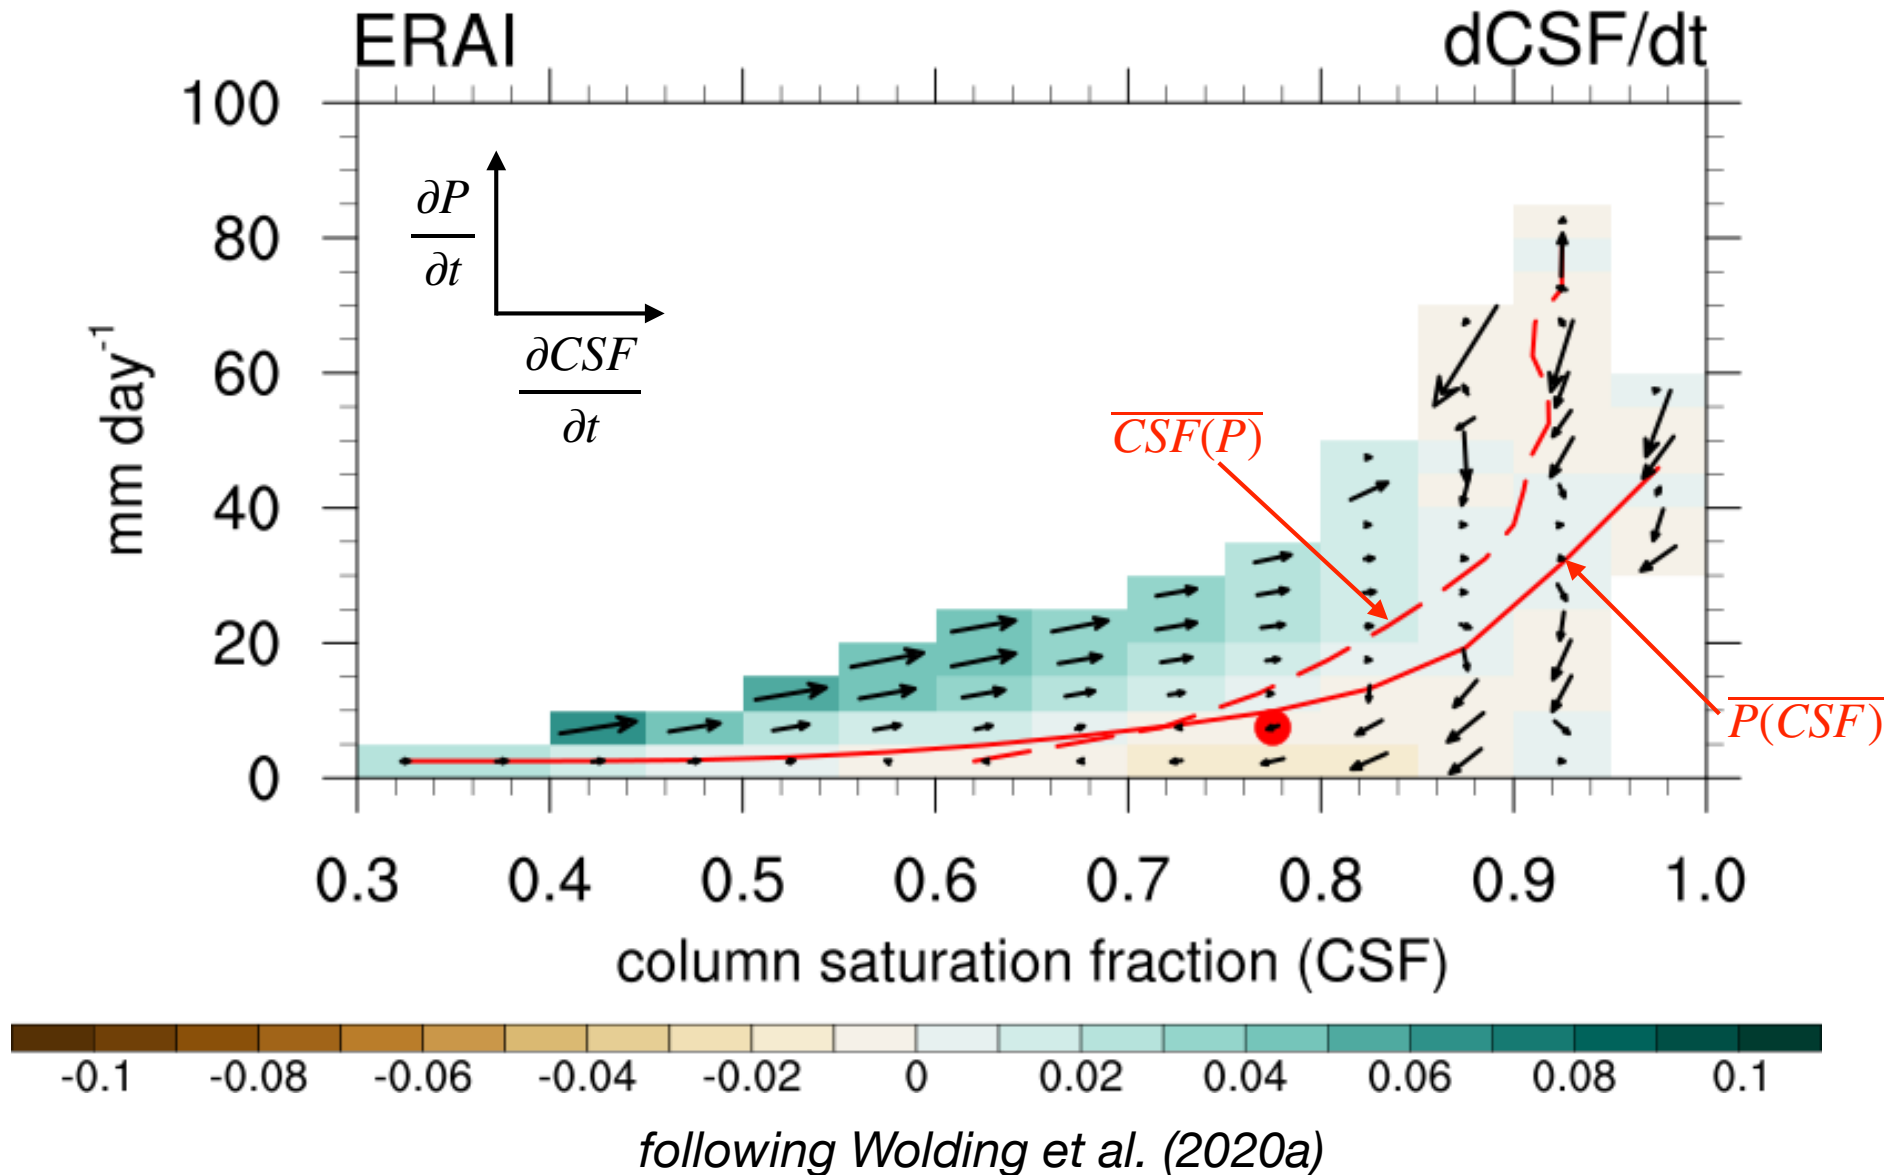 ERAI dCSF/dt
100
80
60
40
20
0
mm day⁻¹
∂P
∂t
∂CSF
∂t
CSF(P)
P(CSF)
0.3 0.4 0.5 0.6 0.7 0.8 0.9 1.0
column saturation fraction (CSF)
-0.1 -0.08 -0.06 -0.04 -0.02 0 0.02 0.04 0.06 0.08 0.1
following Wolding et al. (2020a)